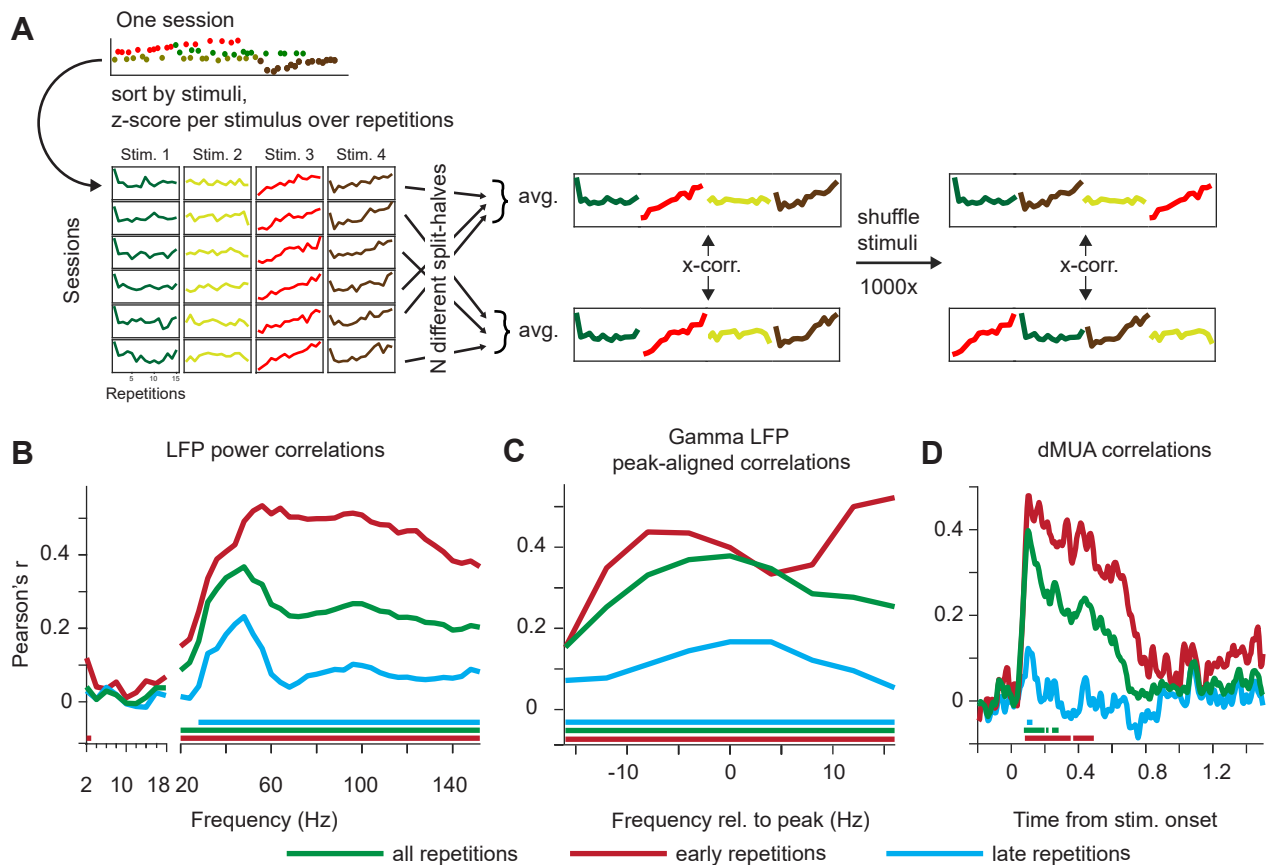 A
One session
sort by stimuli,
z-score per stimulus over repetitions
Stim. 1 Stim. 2 Stim. 3 Stim. 4
Sessions
5 10 15
Repetitions
N different split-halves
avg.
avg.
x-corr.
shuffle
stimuli
1000x
x-corr.
B
LFP power correlations
Pearson's r
0.4
0.2
0
2 10 18 20 60 100 140
Frequency (Hz)
C
Gamma LFP
peak-aligned correlations
0.4
0.2
0
-10 0 10
Frequency rel. to peak (Hz)
D
dMUA correlations
0.4
0.2
0
0 0.4 0.8 1.2
Time from stim. onset
all repetitions early repetitions late repetitions